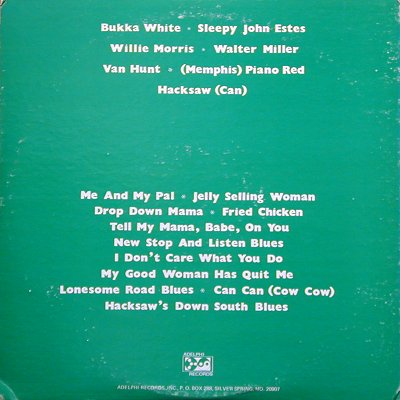 Bukka White • Sleepy John Estes
Willie Morris • Walter Miller
Van Hunt • (Memphis) Piano Red
Hacksaw (Can)
Me And My Pal • Jelly Selling Woman
Drop Down Mama • Fried Chicken
Tell My Mama, Babe, On You
New Stop And Listen Blues
I Don't Care What You Do
My Good Woman Has Quit Me
Lonesome Road Blues • Can Can (Cow Cow)
Hacksaw's Down South Blues
ADELPHI
RECORDS
ADELPHI RECORDS, INC., P. O. BOX 288, SILVER SPRING, MD. 20907